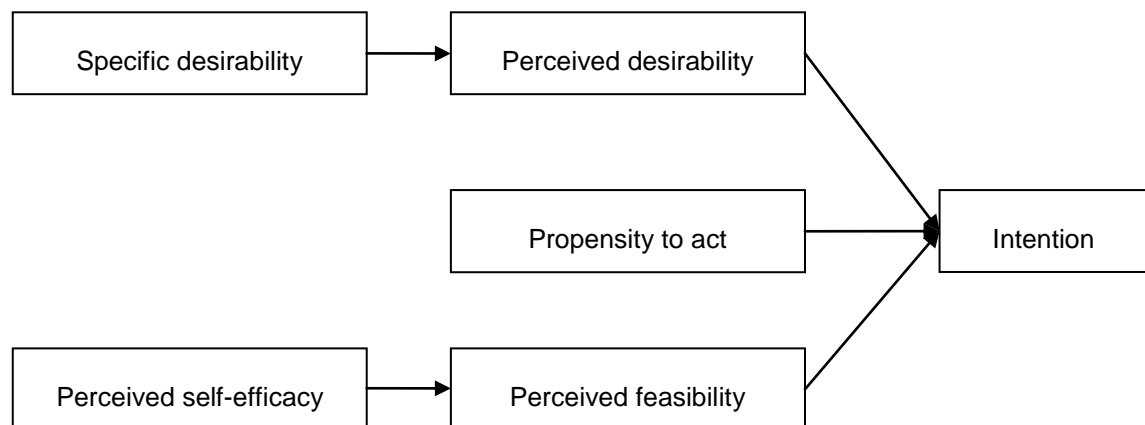 Specific desirability
Perceived desirability
Propensity to act
Intention
Perceived self-efficacy
Perceived feasibility